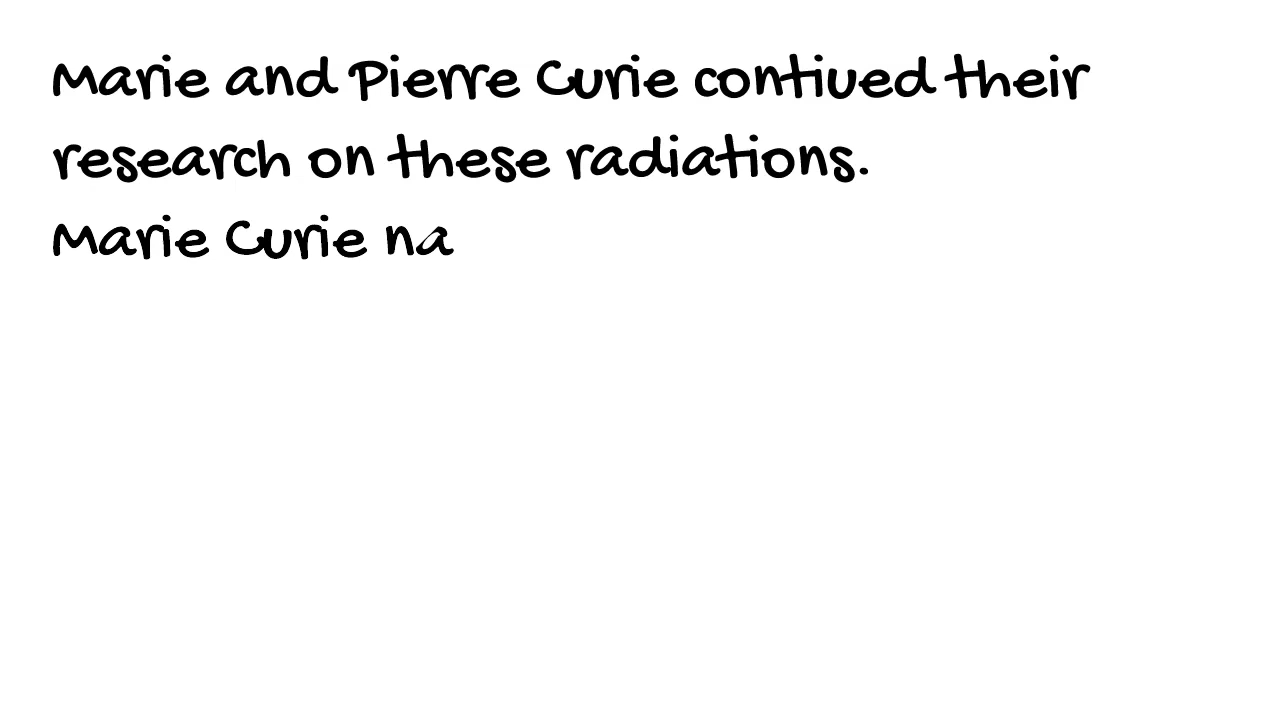 Marie and Pierre Curie contiued their
research on these radiations.
Marie Curie na